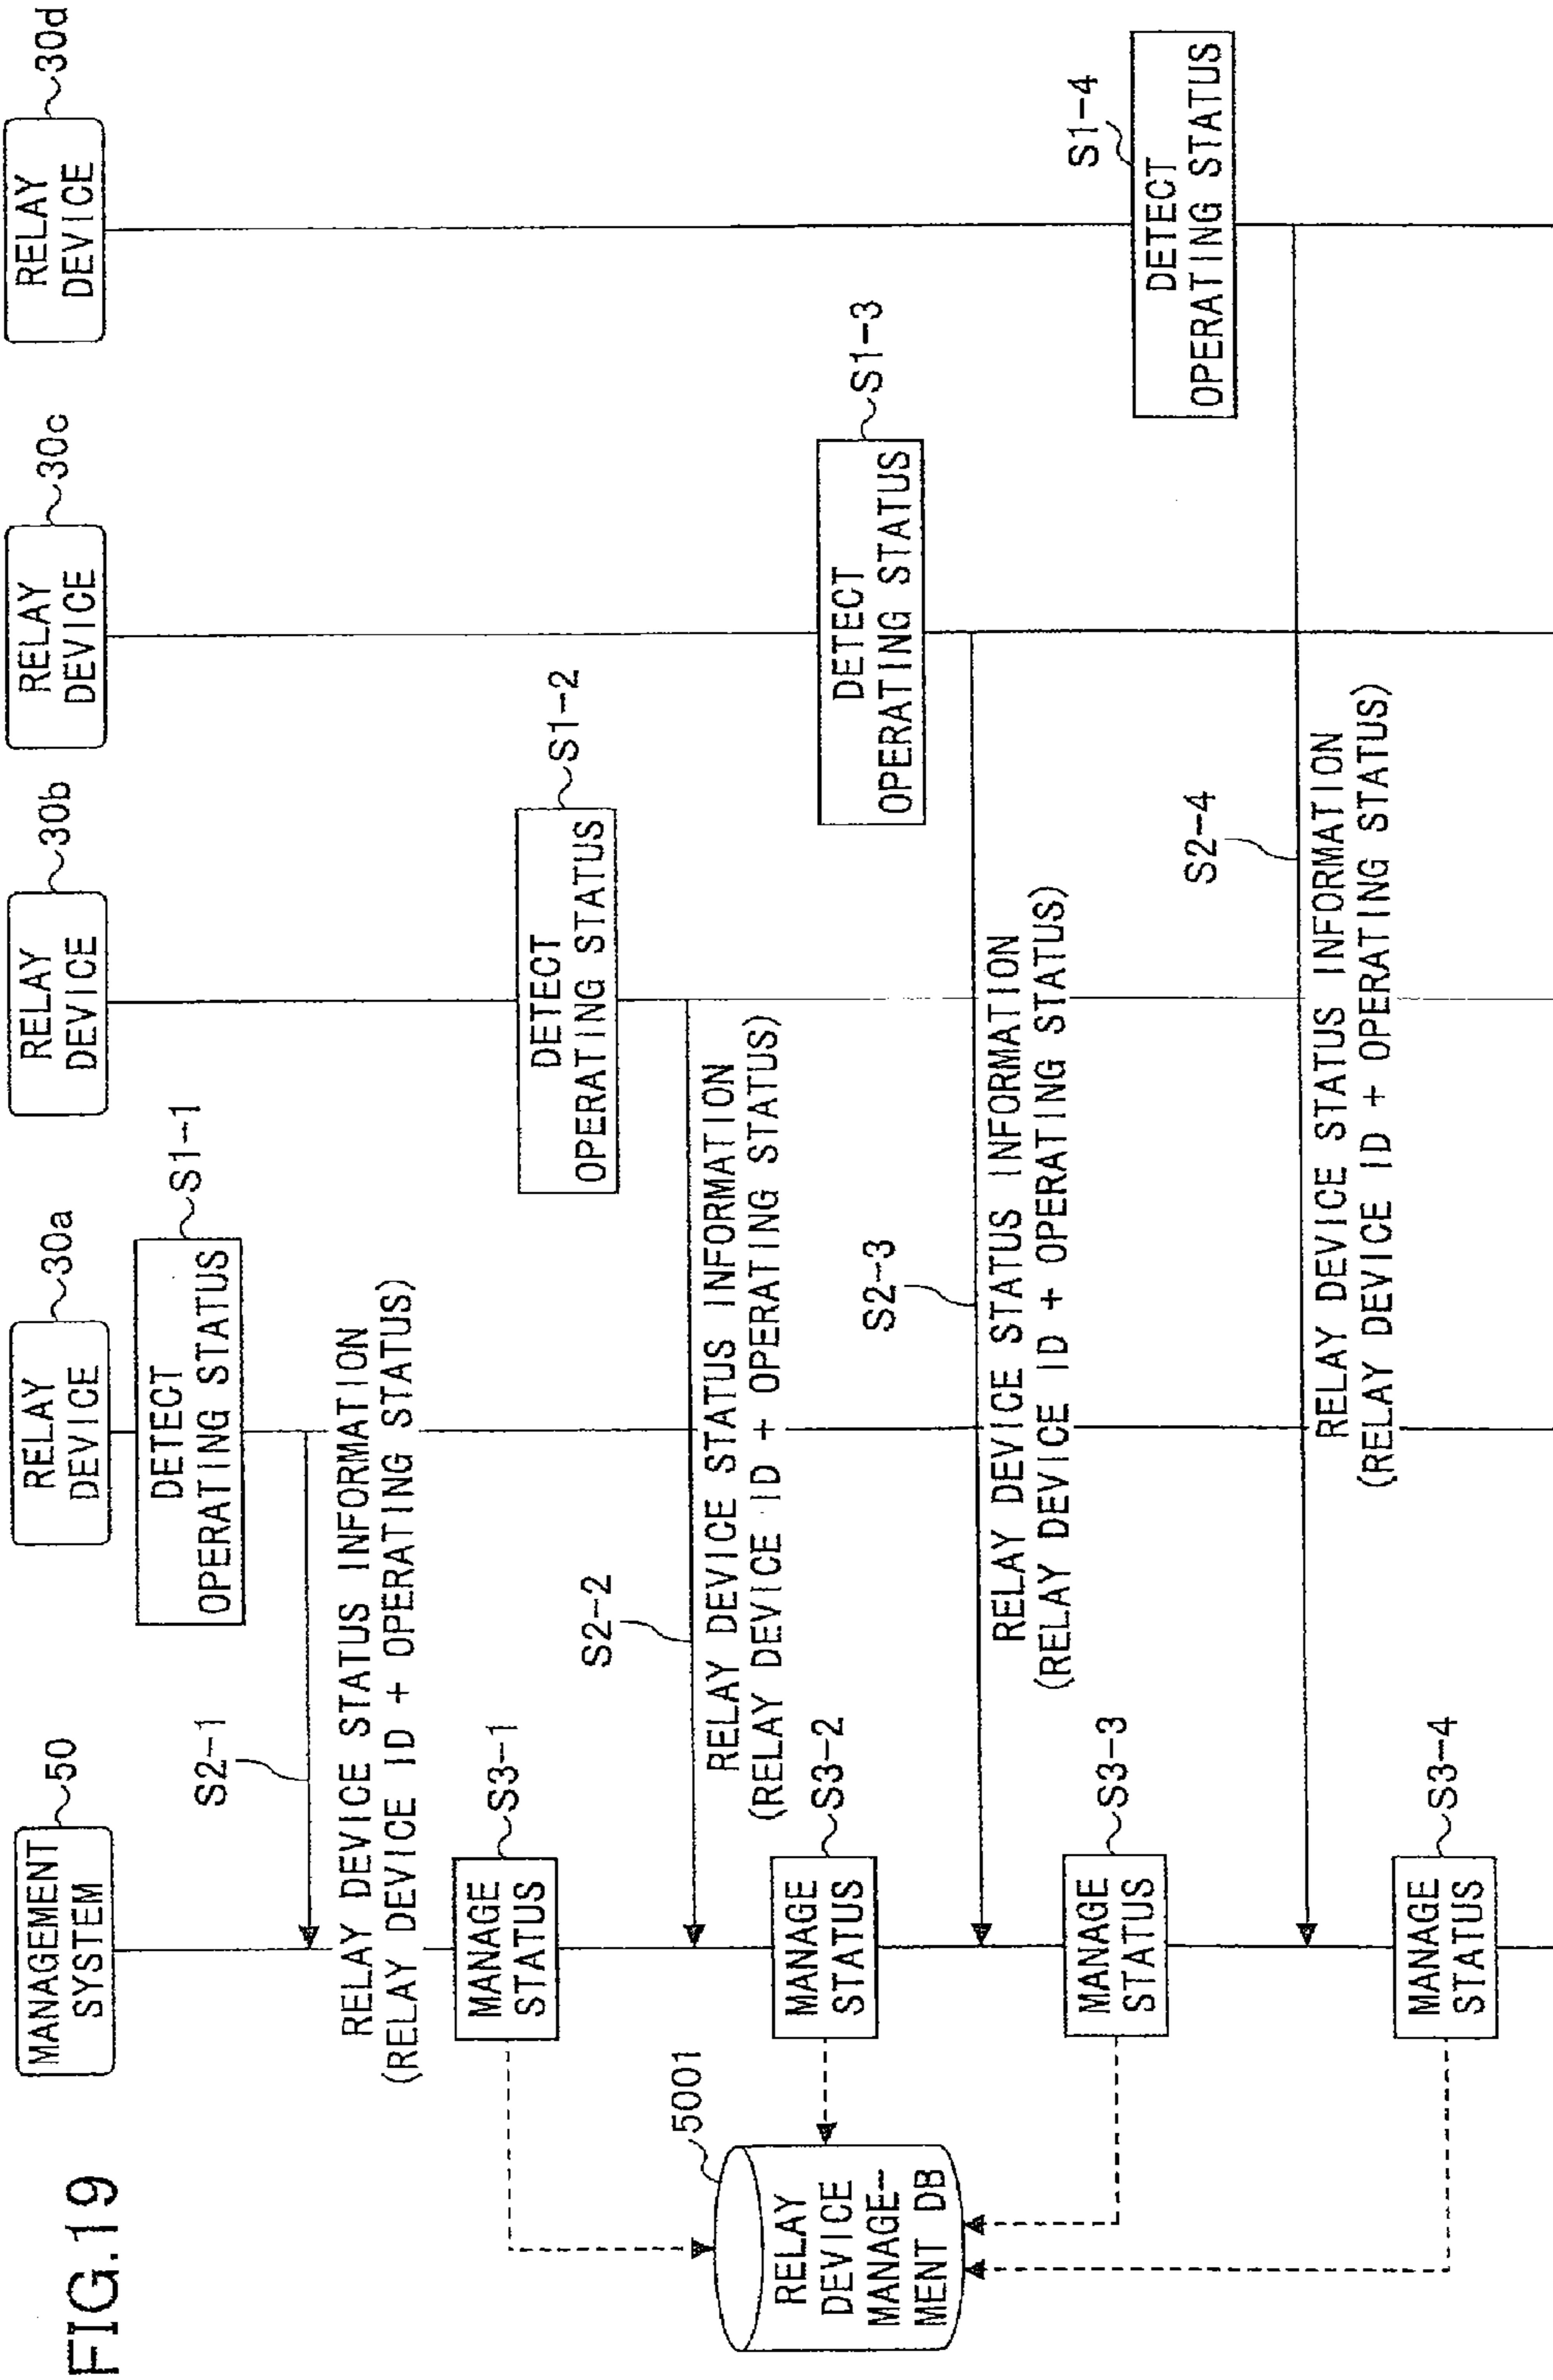 FIG.19
MANAGEMENT
SYSTEM
50
RELAY
DEVICE
30a
RELAY
DEVICE
30b
RELAY
DEVICE
30c
RELAY
DEVICE
30d
DETECT
OPERATING STATUS
S1-1
S2-1
RELAY DEVICE STATUS INFORMATION
(RELAY DEVICE ID + OPERATING STATUS)
MANAGE
STATUS
S3-1
DETECT
OPERATING STATUS
S1-2
S2-2
RELAY DEVICE STATUS INFORMATION
(RELAY DEVICE ID + OPERATING STATUS)
5001
RELAY
DEVICE
MANAGE-
MENT DB
MANAGE
STATUS
S3-2
DETECT
OPERATING STATUS
S1-3
S2-3
RELAY DEVICE STATUS INFORMATION
(RELAY DEVICE ID + OPERATING STATUS)
MANAGE
STATUS
S3-3
DETECT
OPERATING STATUS
S1-4
S2-4
RELAY DEVICE STATUS INFORMATION
(RELAY DEVICE ID + OPERATING STATUS)
MANAGE
STATUS
S3-4